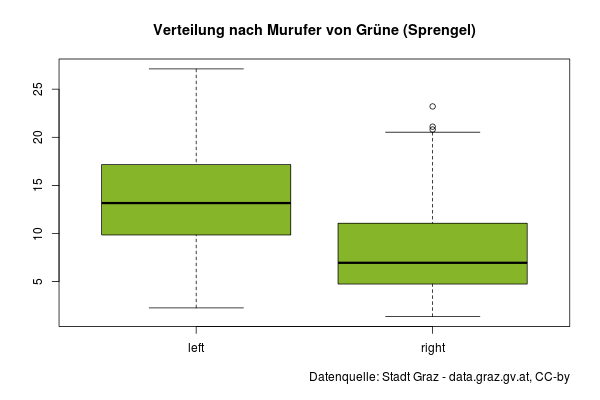 Verteilung nach Murufer von Grüne (Sprengel)
25
20
15
10
5
left right
Datenquelle: Stadt Graz - data.graz.gv.at, CC-by